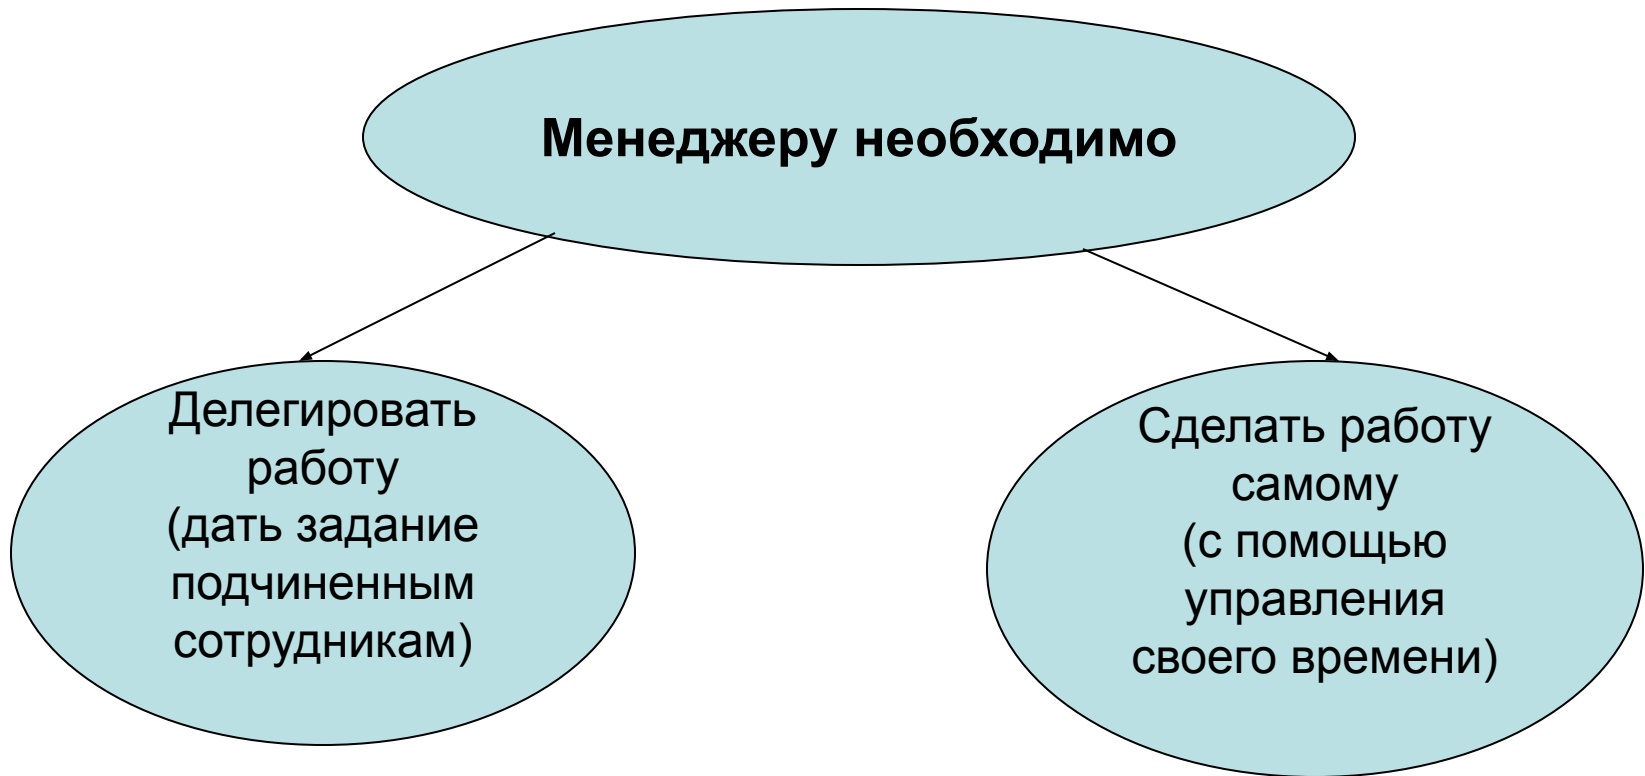 Менеджеру необходимо
Делегировать
работу
(дать задание
подчиненным
сотрудникам)
Сделать работу
самому
(с помощью
управления
своего времени)